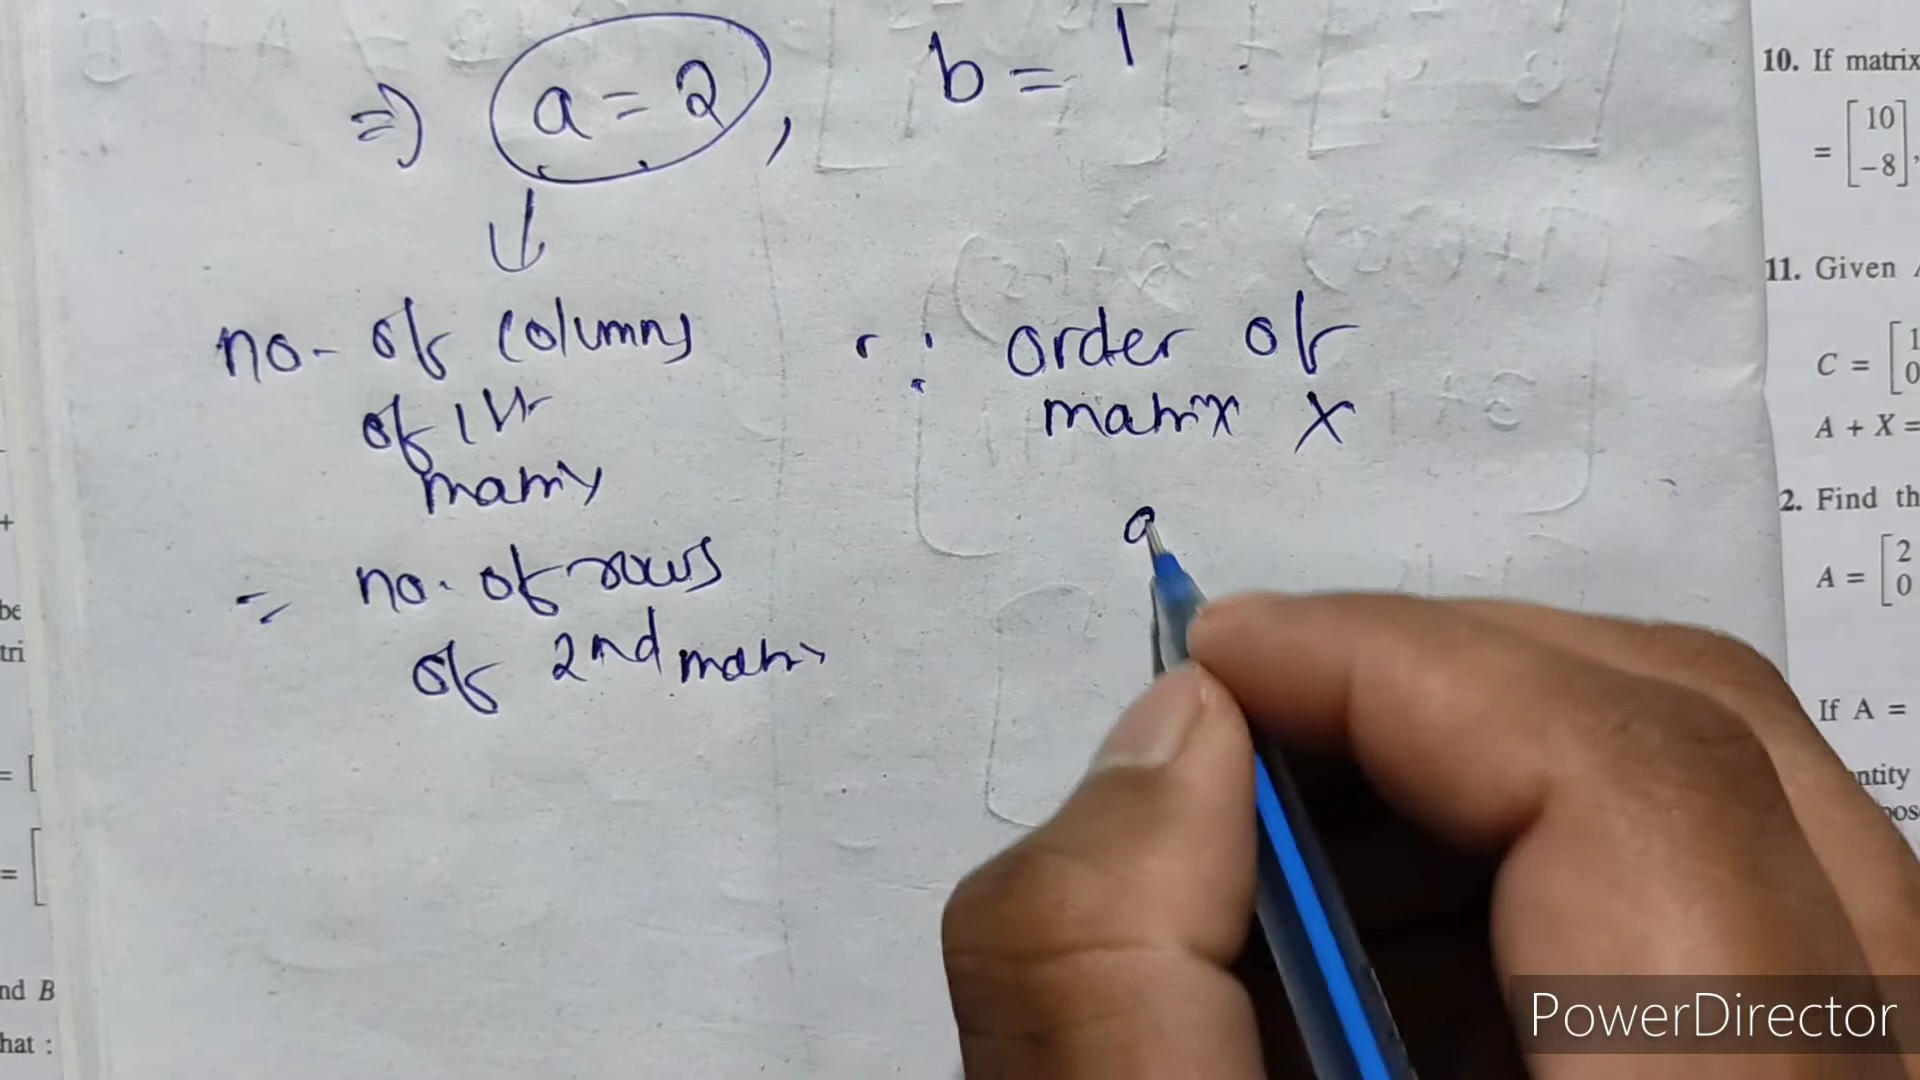 ⇒ a = 2, b = 1
no. of columns
of 1st
matrix
= no. of rows
of 2nd matrix
∴ order of
matrix X
a
10. If matrix
= [10 -8],
11. Given A
C = [1 0
A + X =
2. Find th
A = [2 0
If A =
ntity
pos
+
be
tri
= [
= [
nd B
hat :
PowerDirector